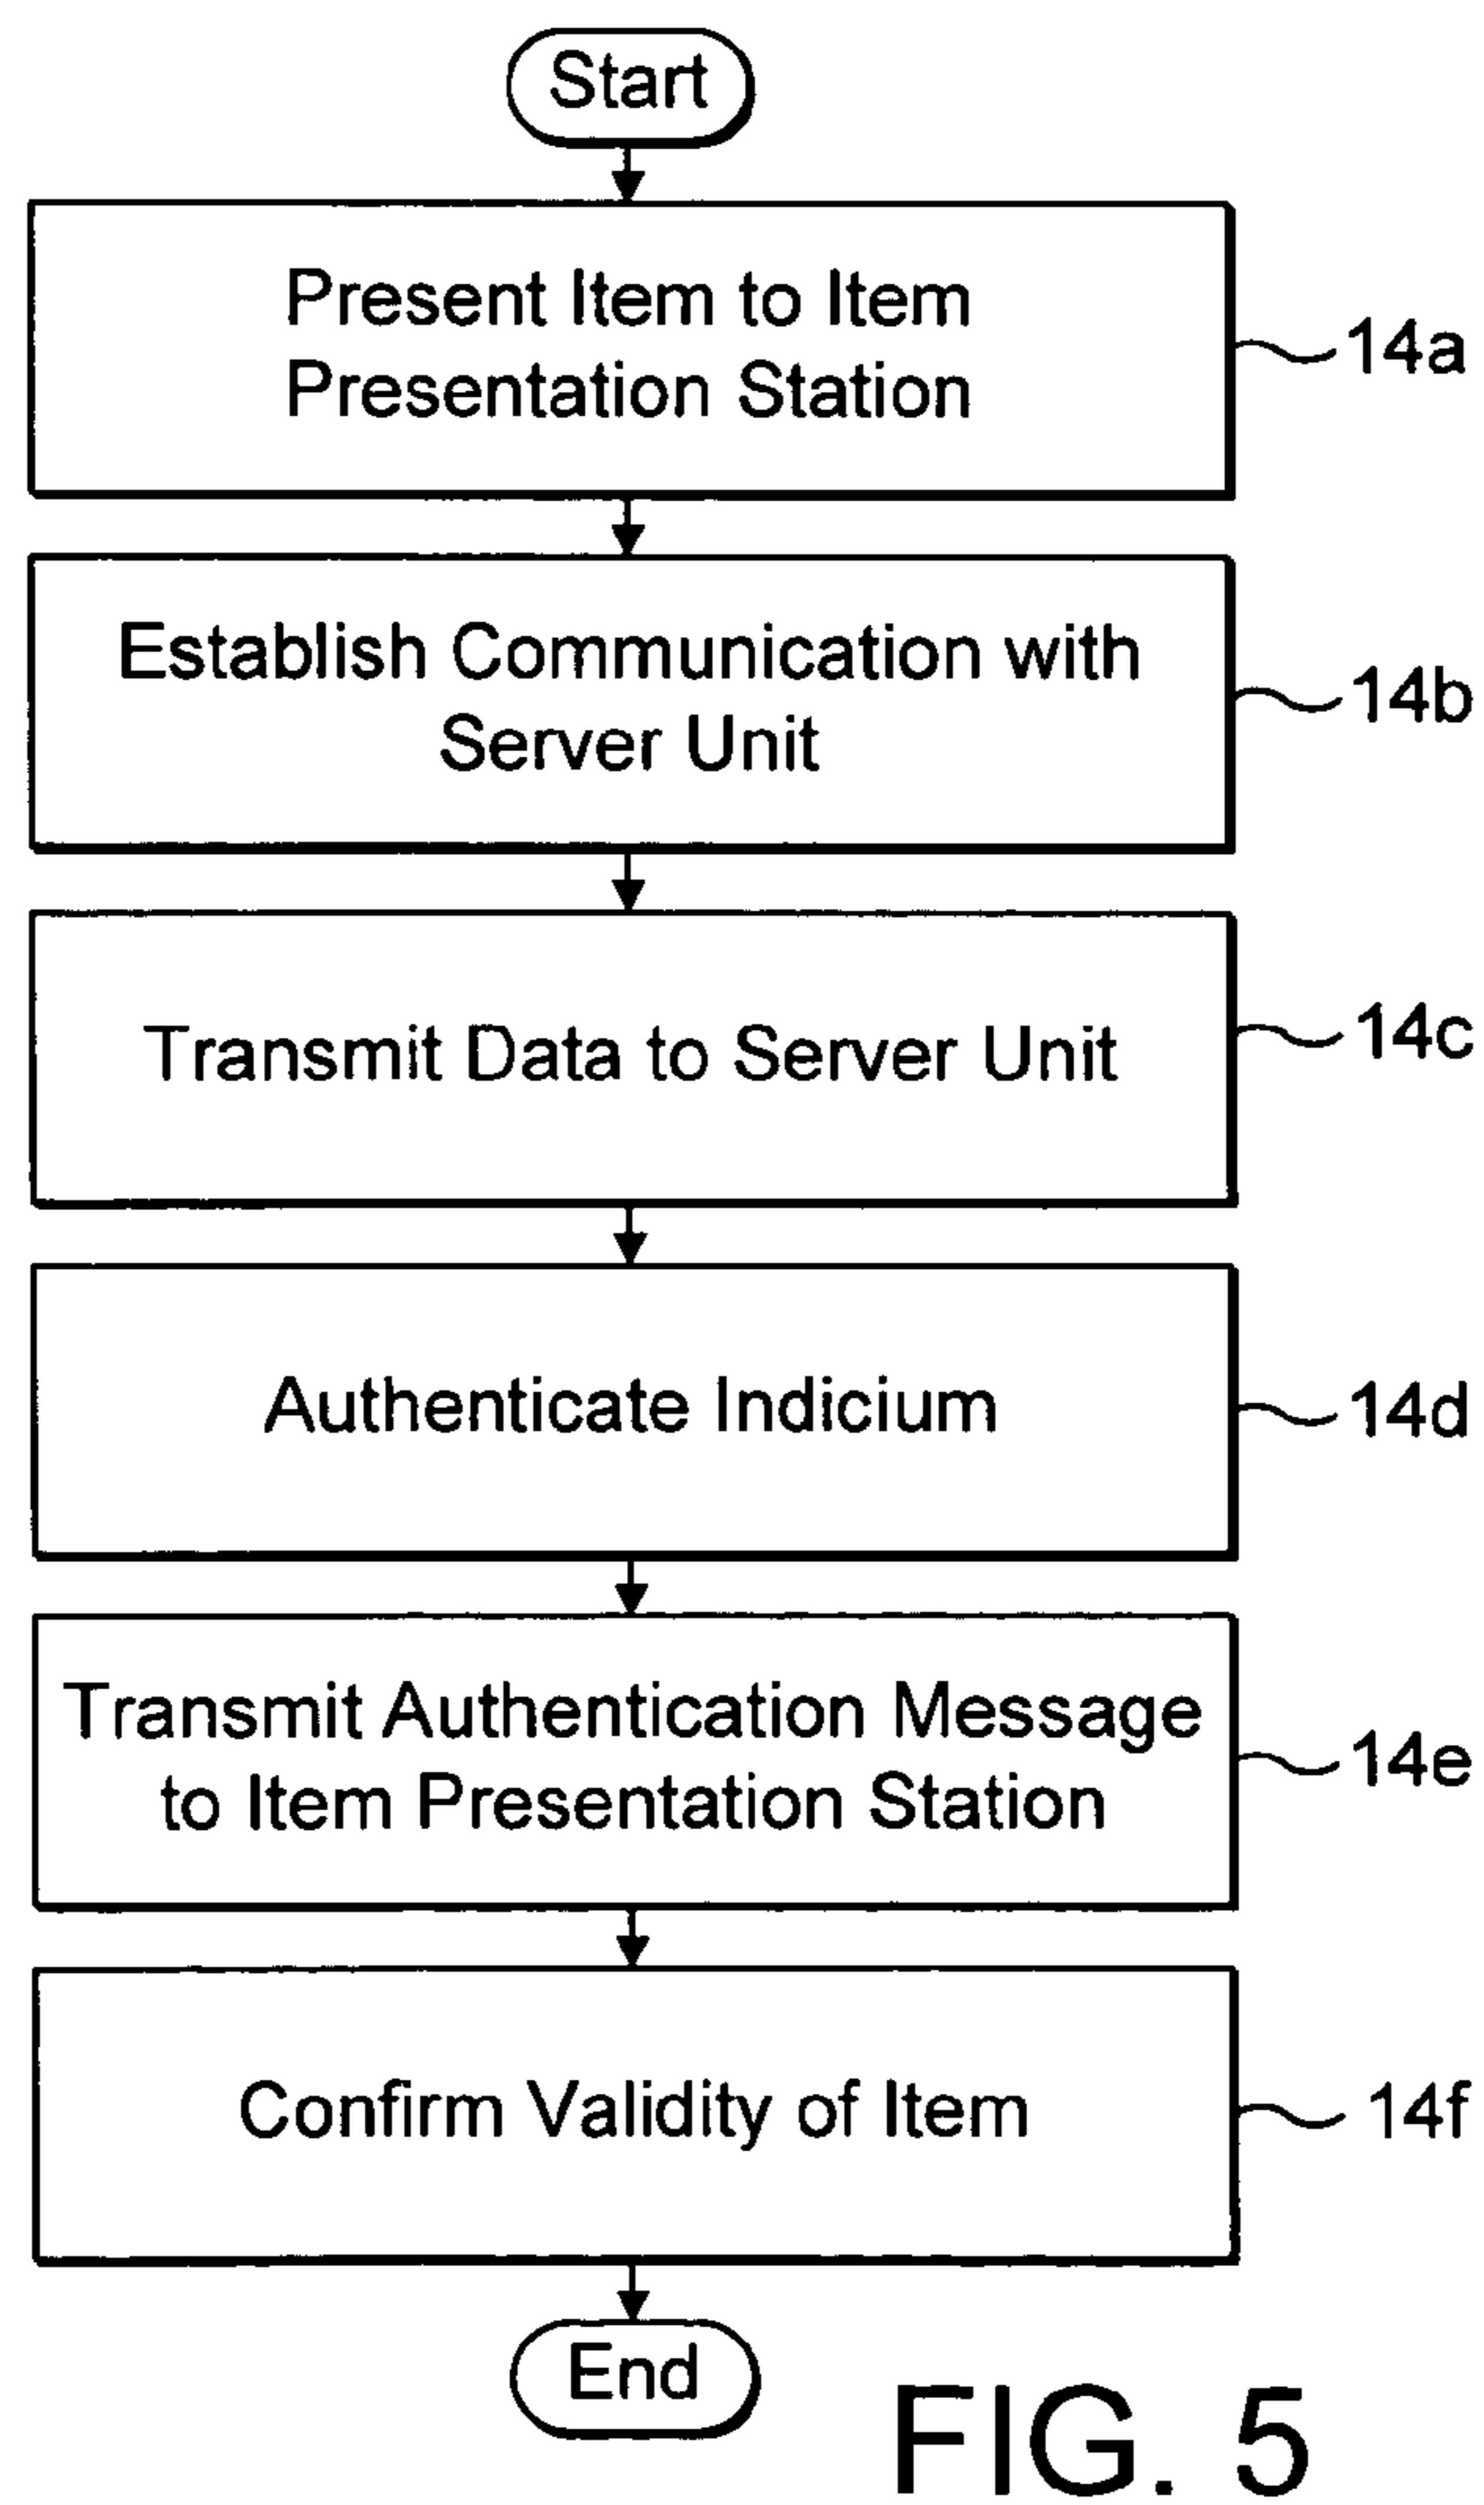 Start
Present Item to Item
Presentation Station
14a
Establish Communication with
Server Unit
14b
Transmit Data to Server Unit
14c
Authenticate Indicium
14d
Transmit Authentication Message
to Item Presentation Station
14e
Confirm Validity of Item
14f
End
FIG. 5